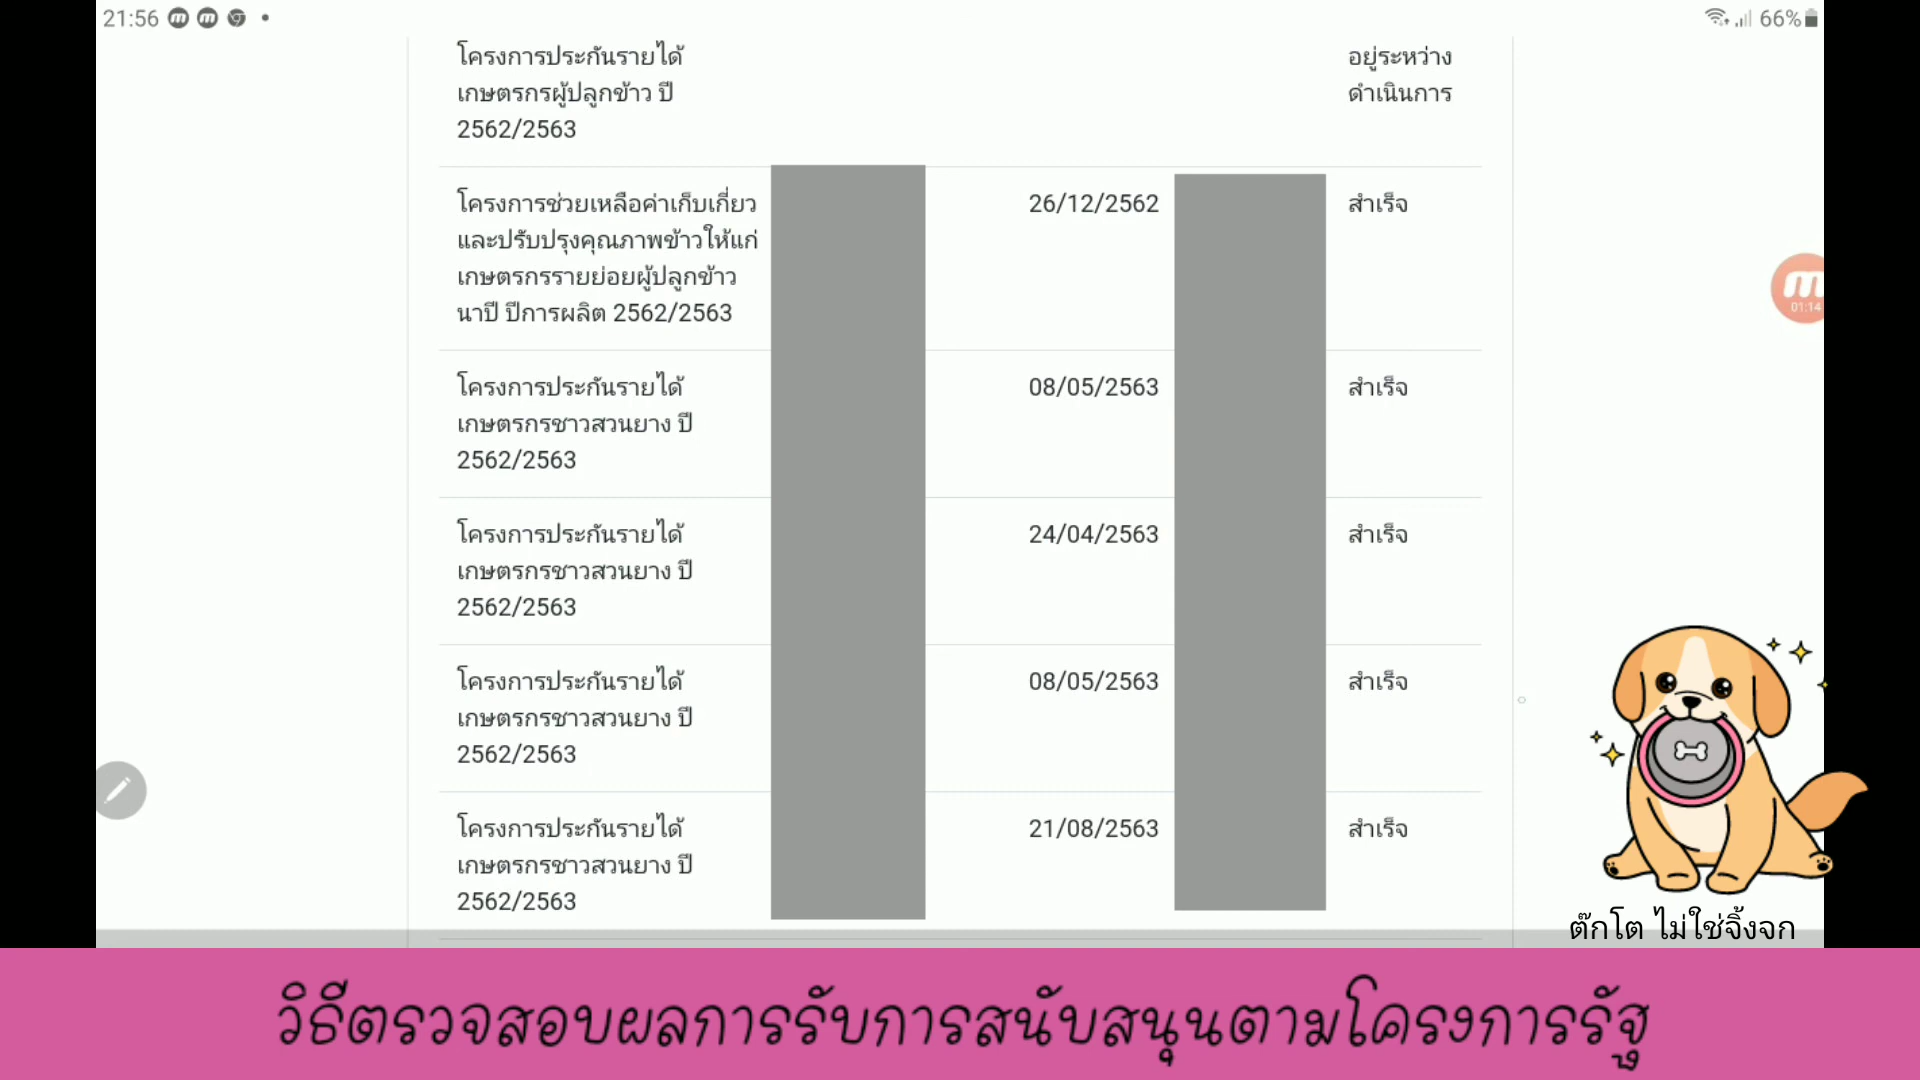 21:56
66%
โครงการประกันรายได้
เกษตรกรผู้ปลูกข้าว ปี
2562/2563
อยู่ระหว่าง
ดำเนินการ
โครงการช่วยเหลือค่าเก็บเกี่ยว
และปรับปรุงคุณภาพข้าวให้แก่
เกษตรกรรายย่อยผู้ปลูกข้าว
นาปี ปีการผลิต 2562/2563
26/12/2562
สำเร็จ
01:14
โครงการประกันรายได้
เกษตรกรชาวสวนยาง ปี
2562/2563
08/05/2563
สำเร็จ
โครงการประกันรายได้
เกษตรกรชาวสวนยาง ปี
2562/2563
24/04/2563
สำเร็จ
โครงการประกันรายได้
เกษตรกรชาวสวนยาง ปี
2562/2563
08/05/2563
สำเร็จ
โครงการประกันรายได้
เกษตรกรชาวสวนยาง ปี
2562/2563
21/08/2563
สำเร็จ
ต๊กโต ไม่ใช่จิ้งจก
วิธีตรวจสอบผลการรับการสนับสนุนตามโครงการรัฐ